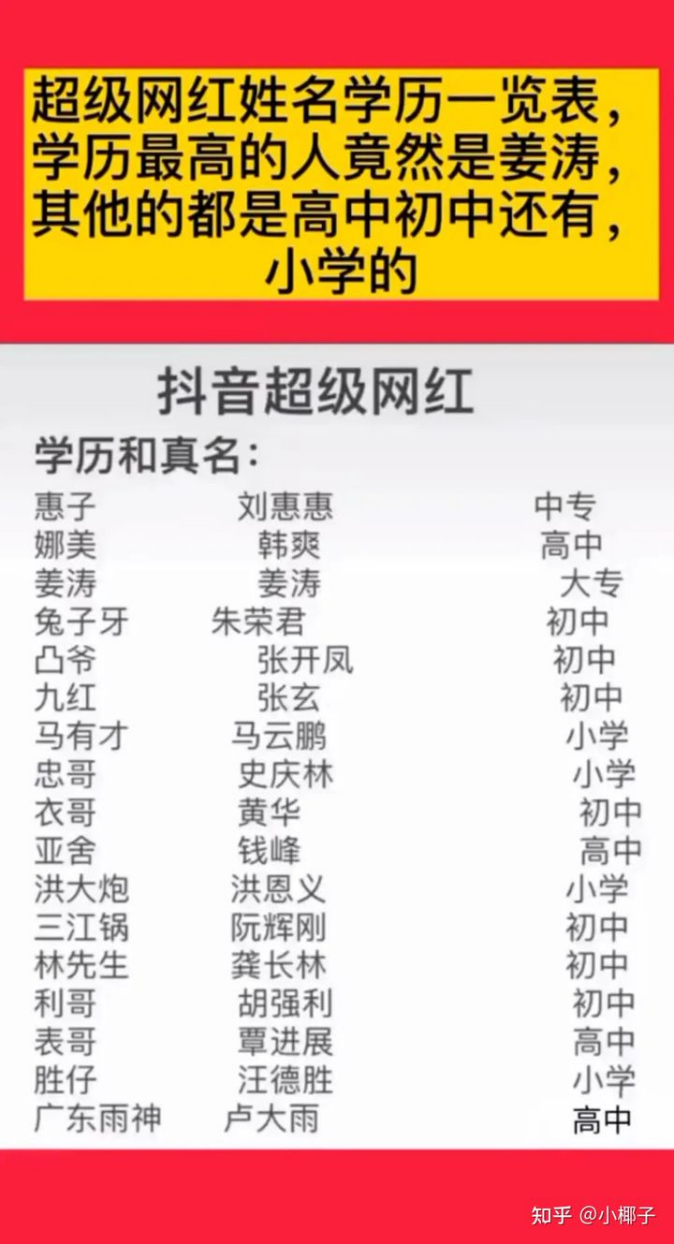 超级网红姓名学历一览表，
学历最高的人竟然是姜涛，
其他的都是高中初中还有，
小学的
抖音超级网红
学历和真名：
惠子 刘惠惠 中专
娜美 韩爽 高中
姜涛 姜涛 大专
兔子牙 朱荣君 初中
凸爷 张开凤 初中
九红 张玄 初中
马有才 马云鹏 小学
忠哥 史庆林 小学
衣哥 黄华 初中
亚舍 钱峰 高中
洪大炮 洪恩义 小学
三江锅 阮辉刚 初中
林先生 龚长林 初中
利哥 胡强利 初中
表哥 覃进展 高中
胜仔 汪德胜 小学
广东雨神 卢大雨 高中
知乎 @小椰子